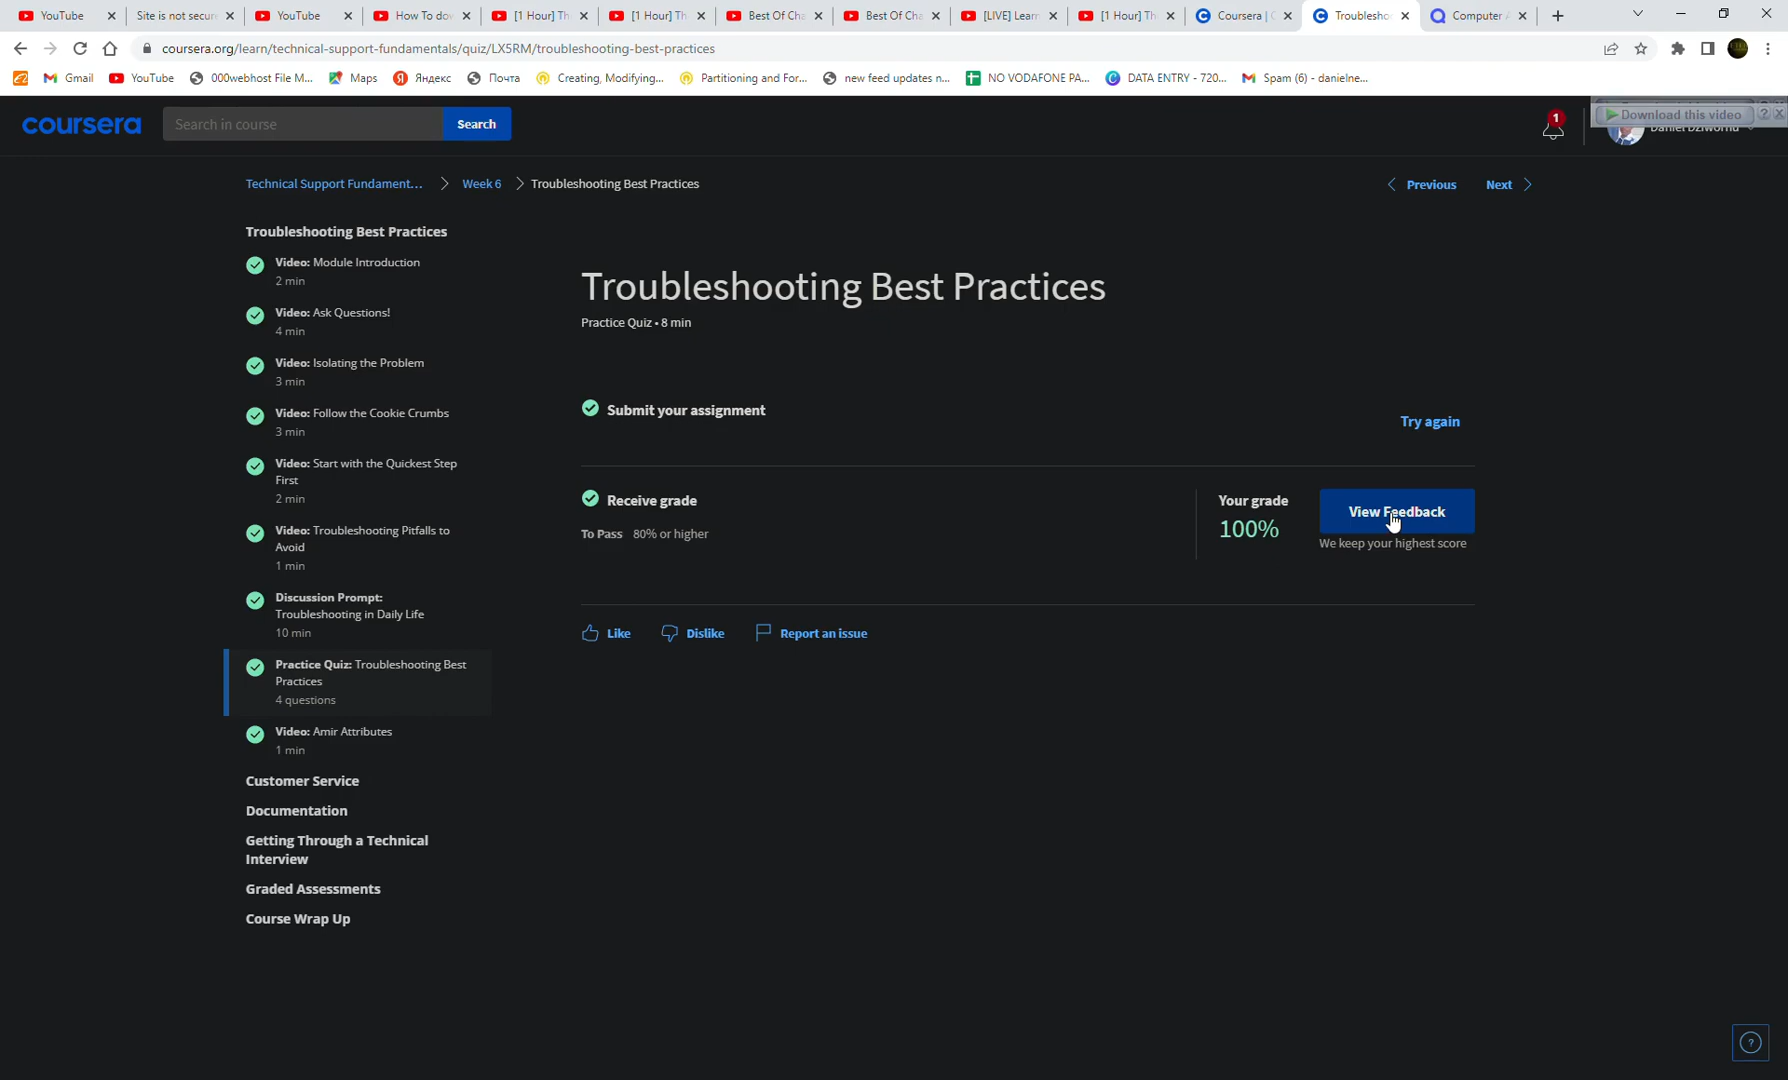 YouTube
Site is not secur
YouTube
How To do
[1 Hour] Th
[1 Hour] Th
Best Of Cha
Best Of Cha
[LIVE] Learn
[1 Hour] Th
Coursera | C
Troublesho
Computer
coursera.org/learn/technical-support-fundamentals/quiz/LX5RM/troubleshooting-best-practices
Gmail
YouTube
000webhost File M...
Maps
Яндекс
Почта
Creating, Modifying...
Partitioning and For...
new feed updates n...
NO VODAFONE PA...
DATA ENTRY - 720...
Spam (6) - danielne...
coursera
Search in course
Search
1
Download this video
Technical Support Fundament...
Week 6
Troubleshooting Best Practices
Previous
Next
Troubleshooting Best Practices
Video: Module Introduction
2 min
Video: Ask Questions!
4 min
Video: Isolating the Problem
3 min
Video: Follow the Cookie Crumbs
3 min
Video: Start with the Quickest Step
First
2 min
Video: Troubleshooting Pitfalls to
Avoid
1 min
Discussion Prompt:
Troubleshooting in Daily Life
10 min
Practice Quiz: Troubleshooting Best
Practices
4 questions
Video: Amir Attributes
1 min
Customer Service
Documentation
Getting Through a Technical
Interview
Graded Assessments
Course Wrap Up
Troubleshooting Best Practices
Practice Quiz • 8 min
Submit your assignment
Try again
Receive grade
To Pass 80% or higher
Your grade
100%
View Feedback
We keep your highest score
Like
Dislike
Report an issue